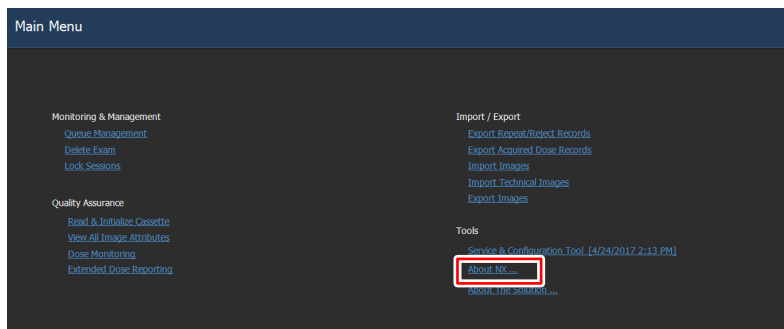 Main Menu
Monitoring & Management
Queue Management
Delete Exam
Lock Sessions
Quality Assurance
Read & Initialize Cassette
View All Image Attributes
Dose Monitoring
Extended Dose Reporting
Import / Export
Export Repeat/Reject Records
Export Acquired Dose Records
Import Images
Import Technical Images
Export Images
Tools
Service & Configuration Tool [4/24/2017 2:13 PM]
About NX ...
About The Solution ...